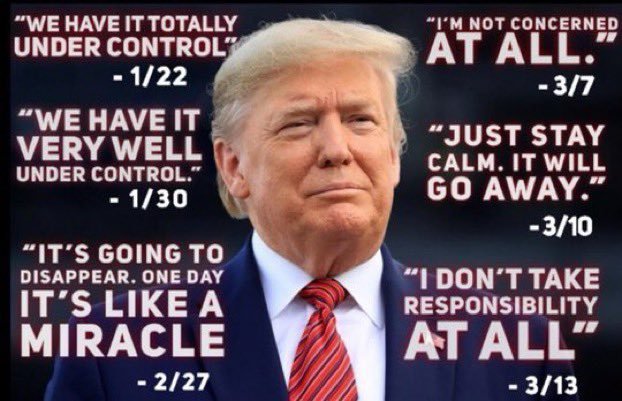 "WE HAVE IT TOTALLY
UNDER CONTROL"
- 1/22
"WE HAVE IT
VERY WELL
UNDER CONTROL."
- 1/30
"IT'S GOING TO
DISAPPEAR. ONE DAY
IT'S LIKE A
MIRACLE
- 2/27
"I'M NOT CONCERNED
AT ALL."
- 3/7
"JUST STAY
CALM. IT WILL
GO AWAY."
- 3/10
"I DON'T TAKE
RESPONSIBILITY
AT ALL"
- 3/13